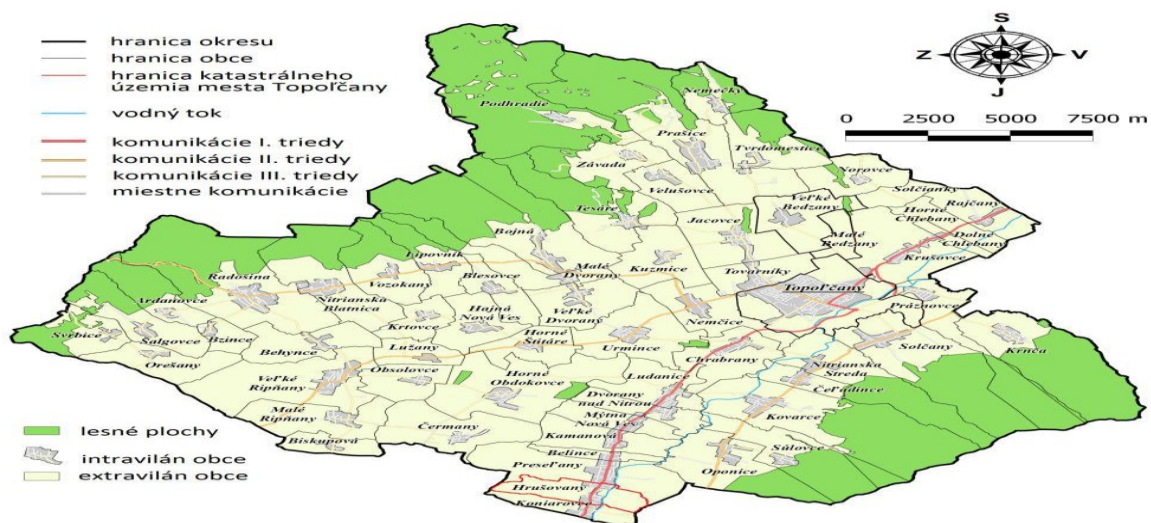 hranica okresu
hranica obce
hranica katastrálneho
územia mesta Topoľčany
vodný tok
komunikácie I. triedy
komunikácie II. triedy
komunikácie III. triedy
miestne komunikácie
S
Z
V
J
0 2500 5000 7500 m
Nemečky
Podhradie
Prašice
Tvrdomestice
Závada
Norovce
Velušovce
Solčianky
Tesáre
Veľké
Bedzany
Rajčany
Horné
Chlebany
Jacovce
Bojná
Malé
Bedzany
Dolné
Chlebany
Lipovník
Kuzmice
Krušovce
Malé
Dvorany
Tovarníky
Radošina
Blesovce
Vozokany
Topoľčany
Nitrianska
Blatnica
Ardanovce
Práznovce
Hajná
Nová Ves
Veľké
Dvorany
Svrbice
Krtovce
Nemčice
Šalgovce
Bzince
Horné
Štitáre
Urmince
Solčany
Krnča
Behynce
Lužany
Chrabrany
Orešany
Obsolovce
Nitrianska
Streda
Veľké
Ripňany
Horné
Obdokovce
Ludanice
Čeľadince
Dvorany
nad Nitrou
Malé
Ripňany
Mýtna
Nová Ves
Kovarce
Čermany
Kamanová
Biskupová
Belince
Súlovce
Preseľany
Oponice
Hrušovany
Koniarovce
lesné plochy
intravilán obce
extravilán obce